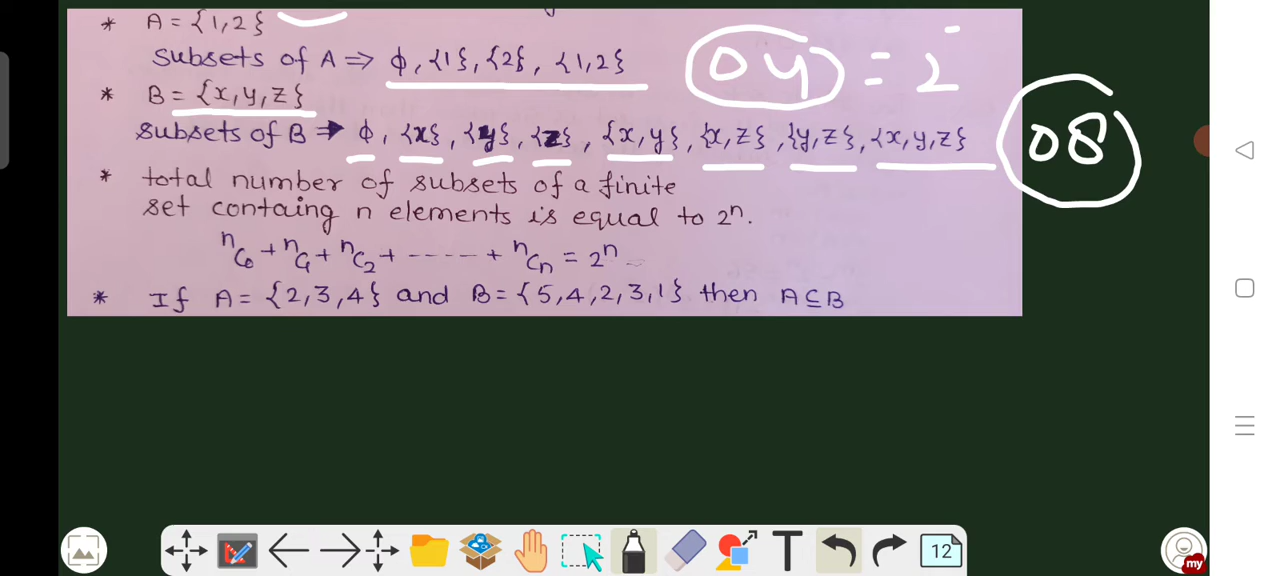 * A = {1,2}
Subsets of A ⇒ ϕ, {1}, {2}, {1,2}
04 = 2
* B = {x,y,z}
Subsets of B ⇒ ϕ, {x}, {y}, {z}, {x,y}, {x,z}, {y,z}, {x,y,z}
08
* total number of subsets of a finite
set containg n elements is equal to 2ⁿ.
ⁿC₀ + ⁿC₁ + ⁿC₂ + ----- + ⁿCₙ = 2ⁿ
* If A = {2,3,4} and B = {5,4,2,3,1} then A⊆B
T
12
my